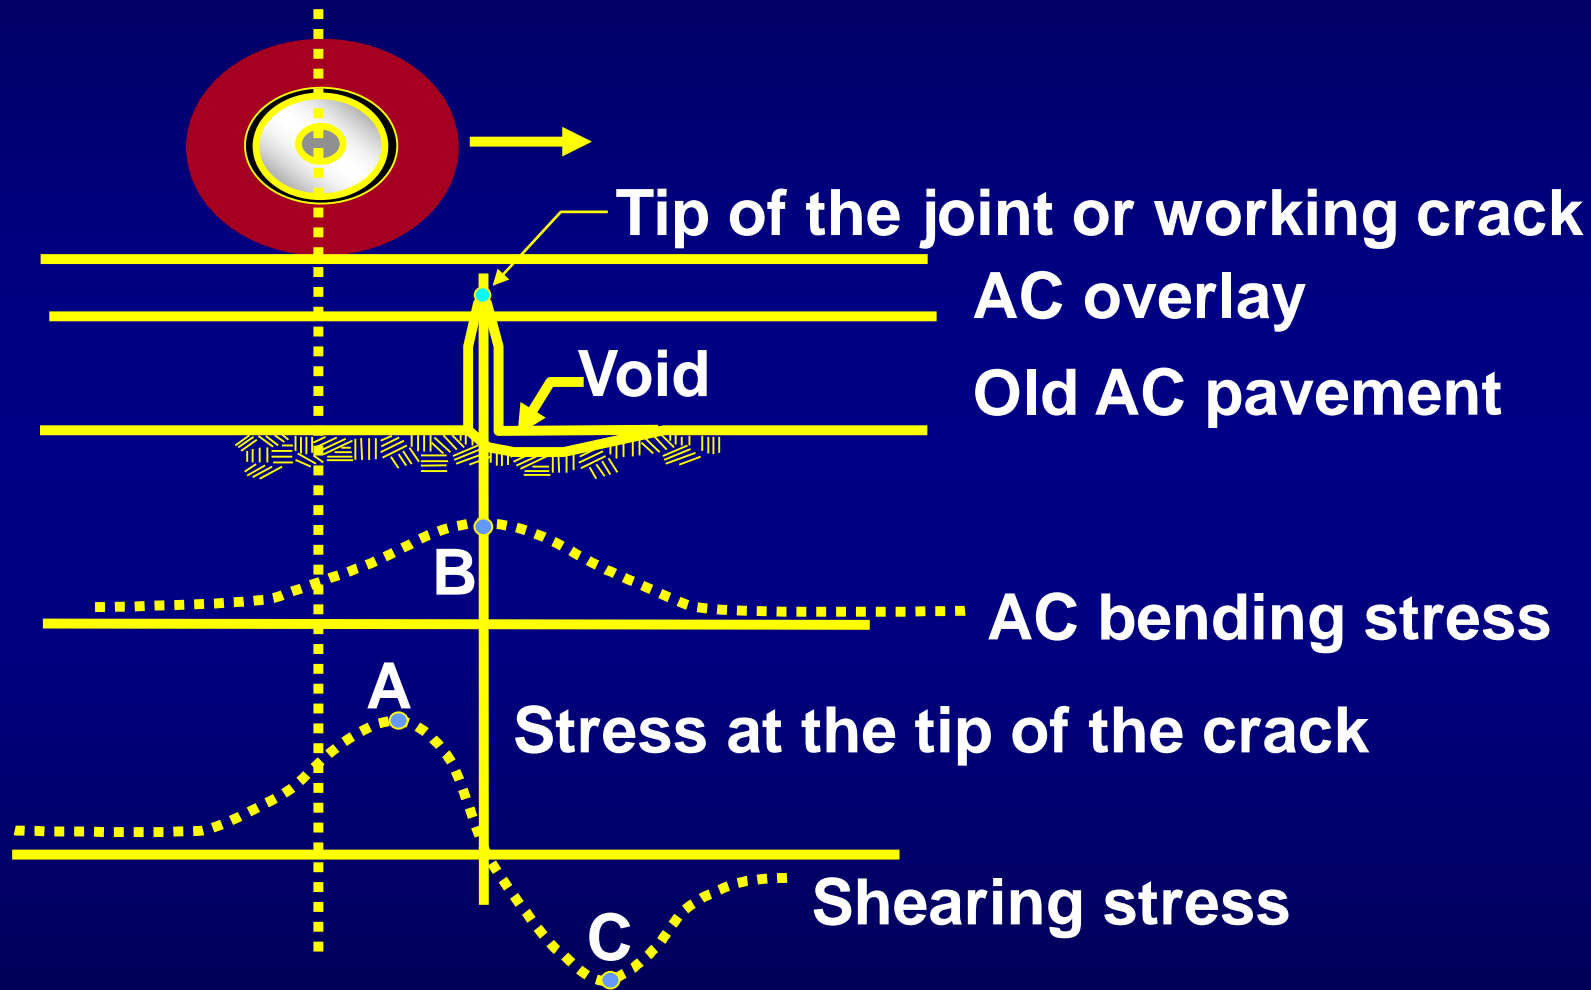 Tip of the joint or working crack
AC overlay
Void
Old AC pavement
B
AC bending stress
A
Stress at the tip of the crack
Shearing stress
C